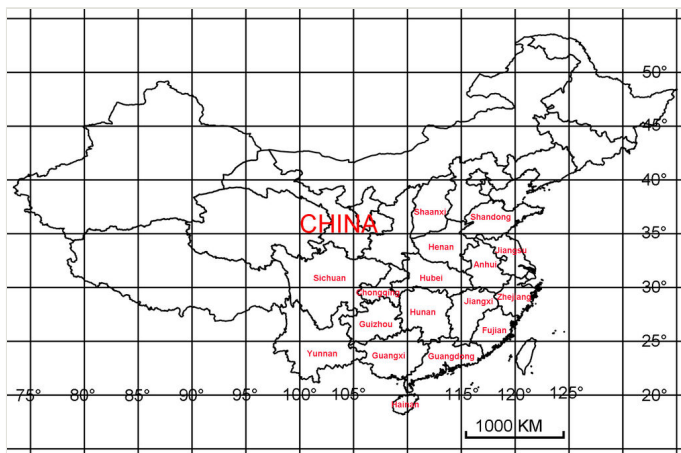 50°
45°
40°
Shaanxi
Shandong
CHINA
35°
Henan
Jiangsu
Anhui
Sichuan
Hubei
30°
Chongqing
Jiangxi
Zhejiang
Hunan
Guizhou
Fujian
25°
Yunnan
Guangxi
Guangdong
75°
80°
85°
90°
95°
100°
105°
110°
115°
120°
125°
20°
Hainan
1000 KM